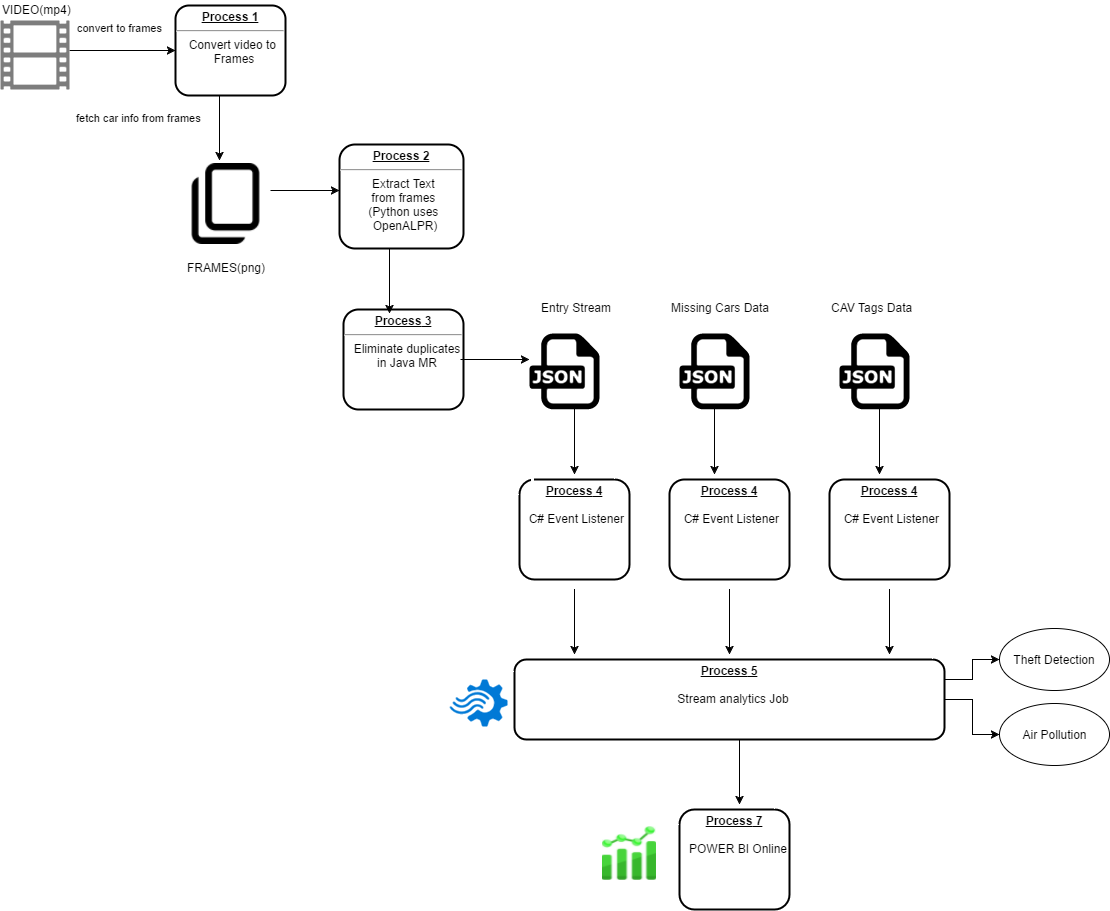 VIDEO(mp4)
convert to frames
Process 1
Convert video to
Frames
fetch car info from frames
FRAMES(png)
Process 2
Extract Text
from frames
(Python uses
OpenALPR)
Process 3
Eliminate duplicates
in Java MR
Entry Stream
JSON
Missing Cars Data
JSON
CAV Tags Data
JSON
Process 4
C# Event Listener
Process 4
C# Event Listener
Process 4
C# Event Listener
Process 5
Stream analytics Job
Theft Detection
Air Pollution
Process 7
POWER BI Online